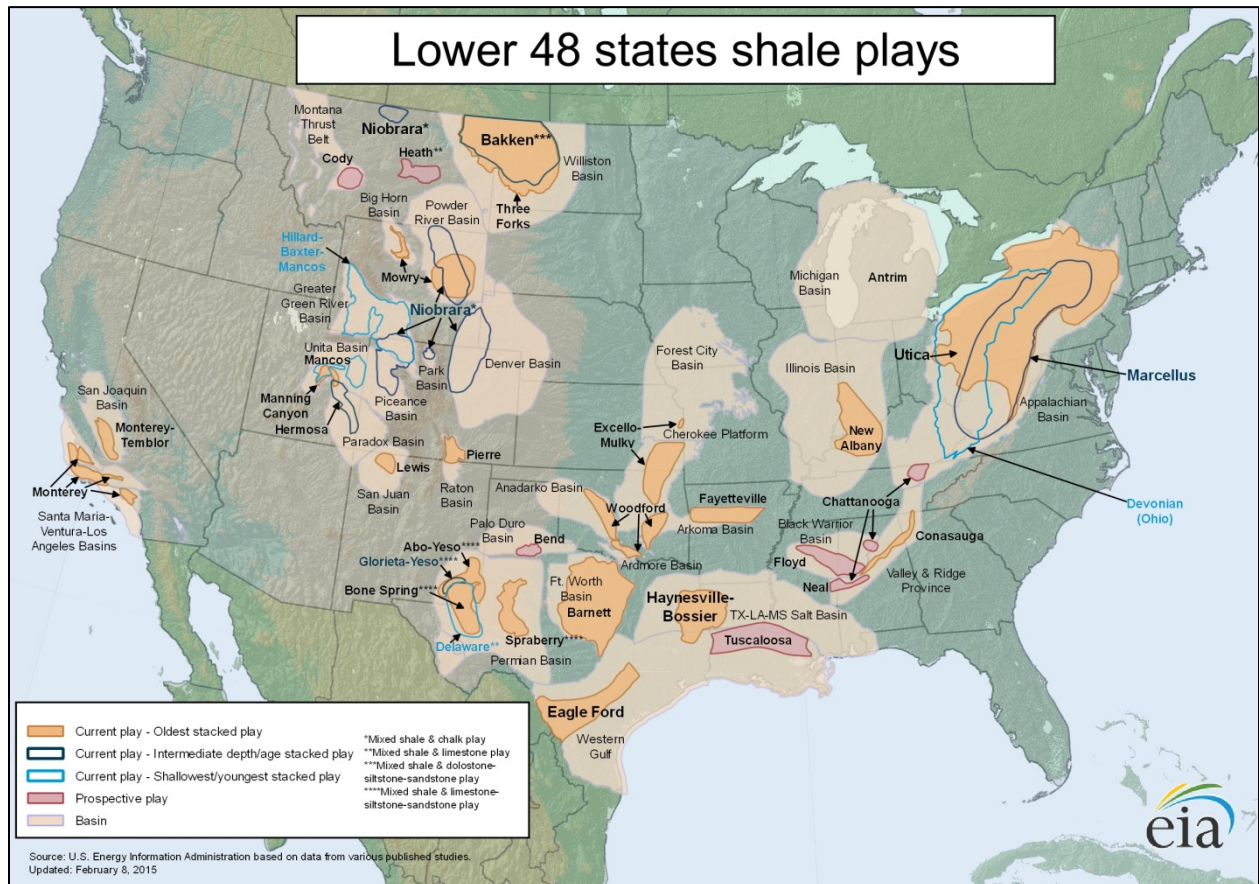 Lower 48 states shale plays
Montana
Thrust
Belt
Niobrara*
Bakken***
Cody
Heath**
Williston
Basin
Big Horn
Basin
Powder
River Basin
Three
Forks
Hillard-
Baxter-
Mancos
Mowry
Greater
Green River
Basin
Niobrara*
Michigan
Basin
Antrim
Unita Basin
Mancos
Park
Basin
Denver Basin
Forest City
Basin
Illinois Basin
Utica
Marcellus
Appalachian
Basin
San Joaquin
Basin
Manning
Canyon
Piceance
Basin
Hermosa
Monterey-
Temblor
Paradox Basin
Excello-
Mulky
Cherokee Platform
New
Albany
Lewis
Pierre
Monterey
San Juan
Basin
Raton
Basin
Anadarko Basin
Woodford
Fayetteville
Chattanooga
Devonian
(Ohio)
Santa Maria-
Ventura-Los
Angeles Basins
Palo Duro
Basin
Bend
Arkoma Basin
Black Warrior
Basin
Conasauga
Abo-Yeso****
Glorieta-Yeso****
Ardmore Basin
Floyd
Neal
Valley & Ridge
Province
Bone Spring****
Ft. Worth
Basin
Barnett
Haynesville-
Bossier
TX-LA-MS Salt Basin
Delaware**
Spraberry****
Permian Basin
Tuscaloosa
Eagle Ford
Western
Gulf
Current play - Oldest stacked play
Current play - Intermediate depth/age stacked play
Current play - Shallowest/youngest stacked play
Prospective play
Basin
*Mixed shale & chalk play
**Mixed shale & limestone play
***Mixed shale & dolostone-
siltstone-sandstone play
****Mixed shale & limestone-
siltstone-sandstone play
Source: U.S. Energy Information Administration based on data from various published studies.
Updated: February 8, 2015
eia